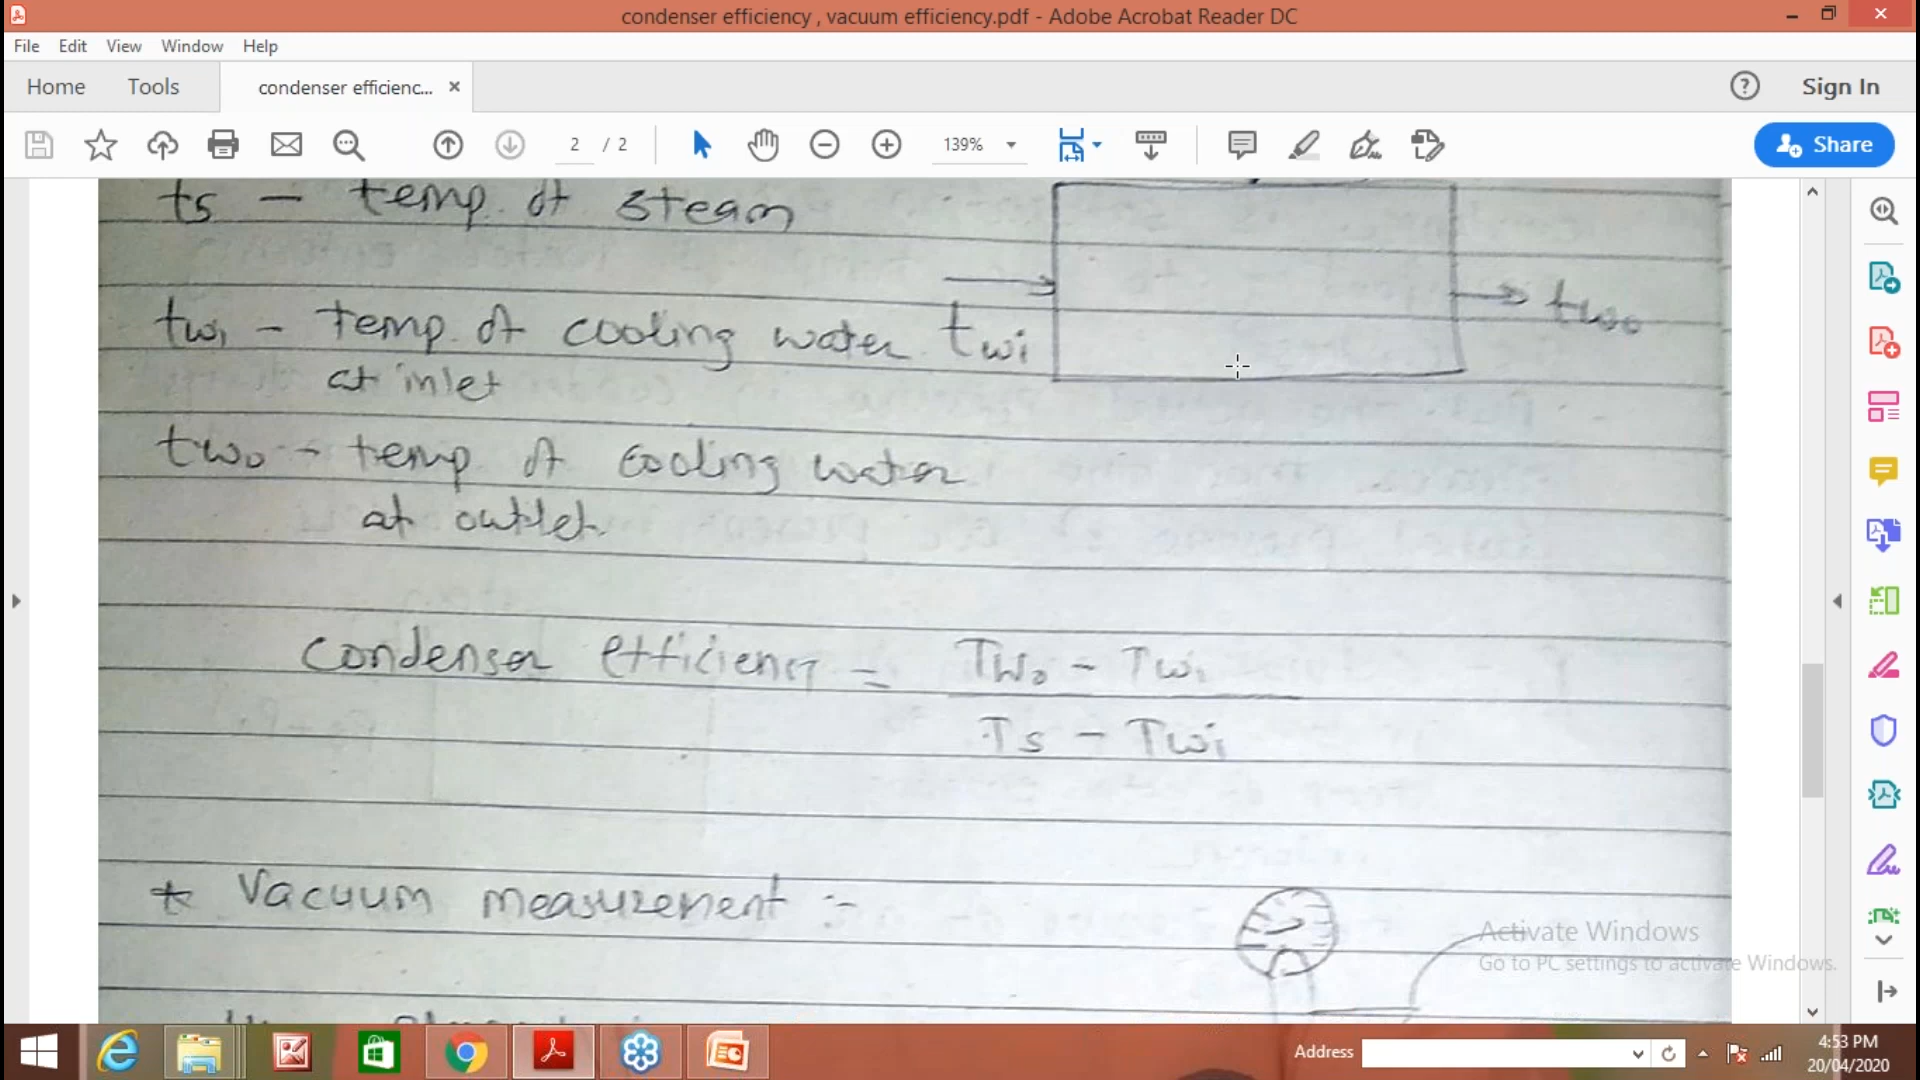 condenser efficiency , vacuum efficiency.pdf - Adobe Acrobat Reader DC
File Edit View Window Help
Home Tools condenser efficienc... Sign In
2 / 2 139% Share
ts - temp. of steam
twi - Temp. of cooling water twi two
at inlet
two - temp of cooling water
at outlet
Condenser efficiency = Two - Twi
Ts - Twi
* Vacuum measurement :-
Activate Windows
Go to PC settings to activate Windows.
Address
4:53 PM
20/04/2020